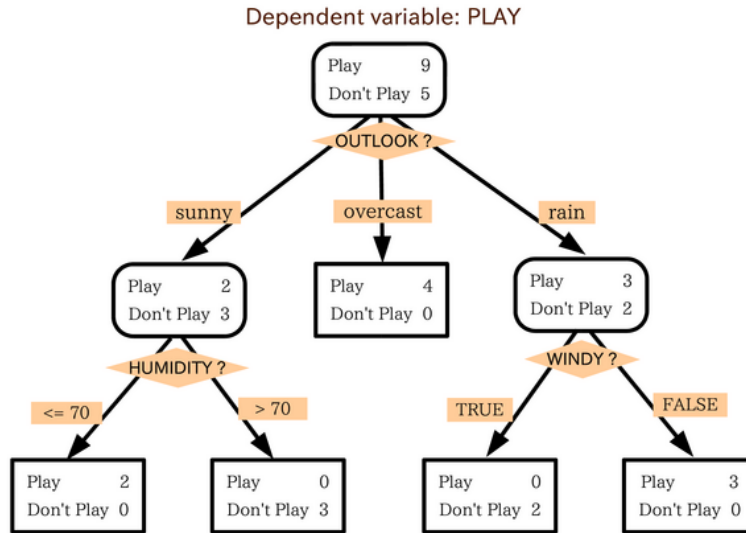 Dependent variable: PLAY
Play 9
Don't Play 5
OUTLOOK ?
sunny
overcast
rain
Play 2
Don't Play 3
Play 4
Don't Play 0
Play 3
Don't Play 2
HUMIDITY ?
WINDY ?
<= 70
> 70
TRUE
FALSE
Play 2
Don't Play 0
Play 0
Don't Play 3
Play 0
Don't Play 2
Play 3
Don't Play 0